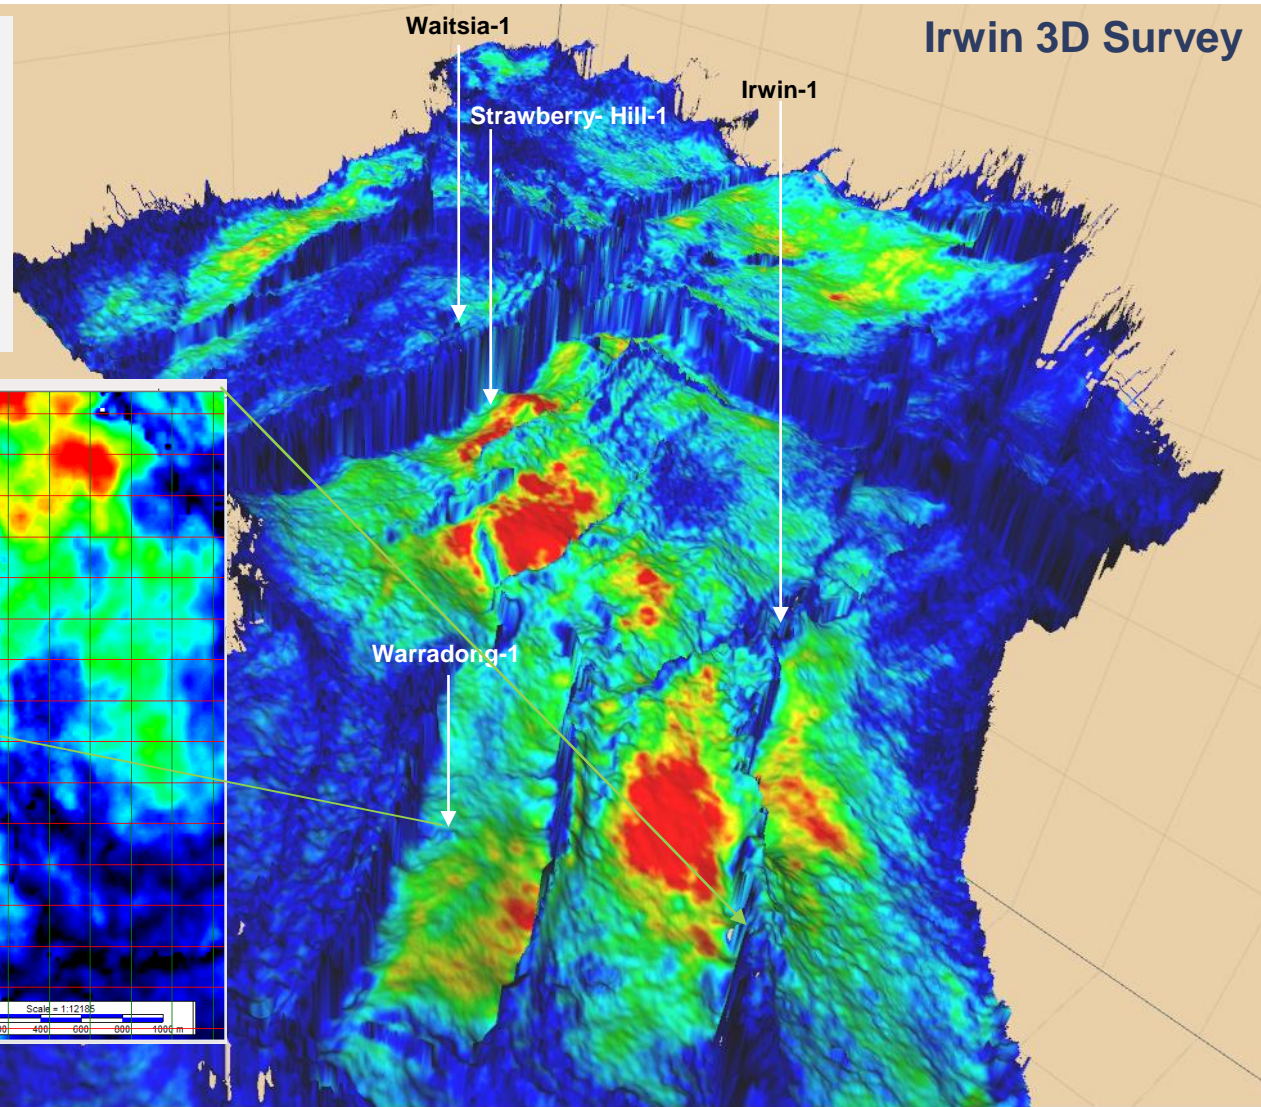 Irwin 3D Survey
Waitsia-1
Irwin-1
Strawberry- Hill-1
Warradong-1
Scale = 1:12185
400 600 800 1000 m